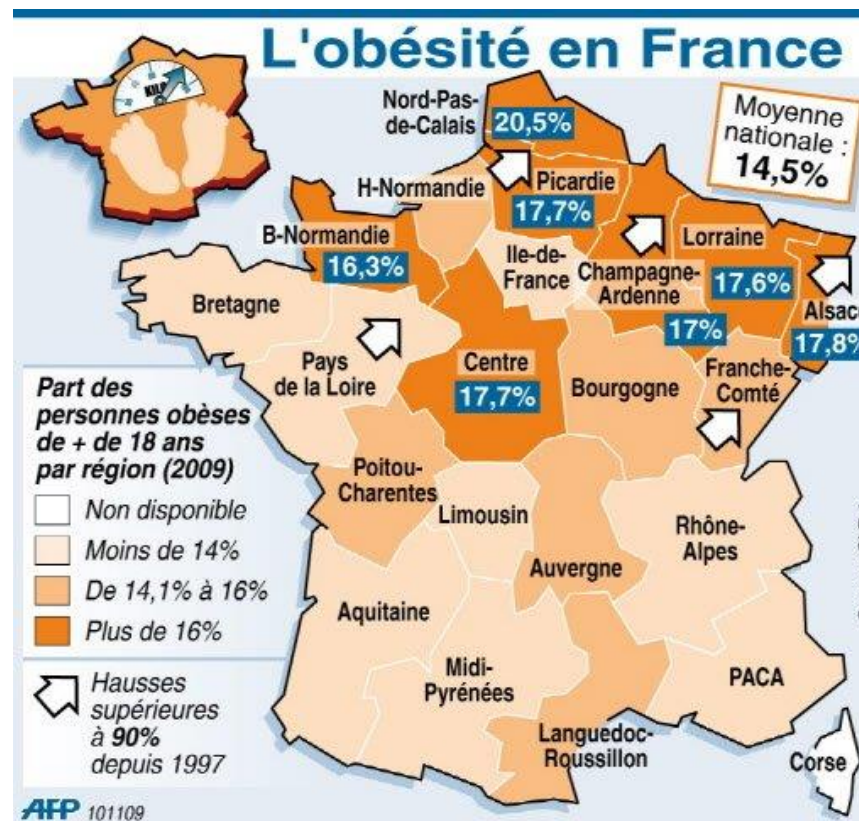 L'obésité en France
KILO
Nord-Pas-
de-Calais
20,5%
Moyenne
nationale :
14,5%
H-Normandie
Picardie
17,7%
B-Normandie
16,3%
Ile-de-
France
Champagne-
Ardenne
17%
Lorraine
17,6%
Alsace
17,8%
Bretagne
Pays
de la Loire
Centre
17,7%
Bourgogne
Franche-
Comté
Part des
personnes obèses
de + de 18 ans
par région (2009)
Non disponible
Moins de 14%
De 14,1% à 16%
Plus de 16%
Poitou-
Charentes
Limousin
Auvergne
Rhône-
Alpes
Aquitaine
Midi-
Pyrénées
PACA
Languedoc-
Roussillon
Corse
Hausses
supérieures
à 90%
depuis 1997
AFP 101109